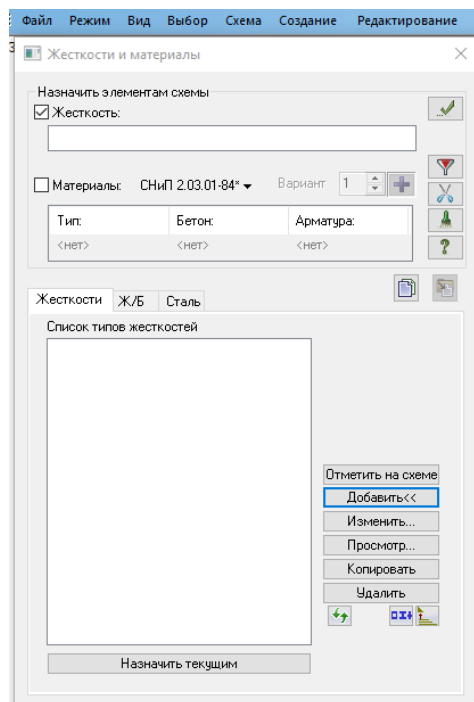 Файл Режим Вид Выбор Схема Создание Редактирование
З
Жесткости и материалы
Назначить элементам схемы
Жесткость:
Материалы: СНиП 2.03.01-84* Вариант 1
Тип: Бетон: Арматура:
<нет> <нет> <нет>
Жесткости Ж/Б Сталь
Список типов жесткостей
Отметить на схеме
Добавить<<
Изменить...
Просмотр...
Копировать
Удалить
Назначить текущим